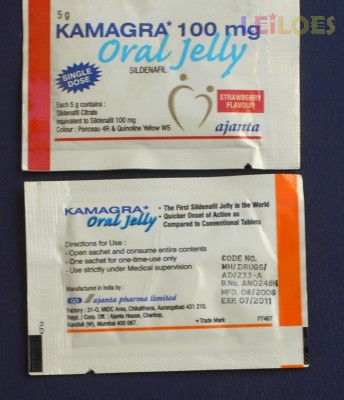 LEiLOES
5 g
KAMAGRA* 100 mg
Oral Jelly
SILDENAFIL
SINGLE
DOSE
Each 5 g contains :
Sildenafil Citrate
equivalent to Sildenafil 100 mg
Colour : Ponceau 4R & Quinoline Yellow WS
STRAWBERRY
FLAVOUR
ajanta
KAMAGRA*
Oral Jelly
• The First Sildenafil Jelly in the World
• Quicker Onset of Action as
Compared to Conventional Tablets
Directions for Use :
- Open sachet and consume entire contents
- One sachet for one-time-use only
- Use strictly under Medical supervision
CODE NO.
MH/DRUGS/
AD/233-A
B.No. AN0248H
MFD. 08/2008
EXP. 07/2011
Manufactured in India by :
ajanta pharma limited
Factory : 31-O, MIDC Area, Chikalthana, Aurangabad 431 210.
Regd. / Corp. Off. : Ajanta House, Charkop,
Kandivli (W), Mumbai 400 067.
* Trade Mark
PT467